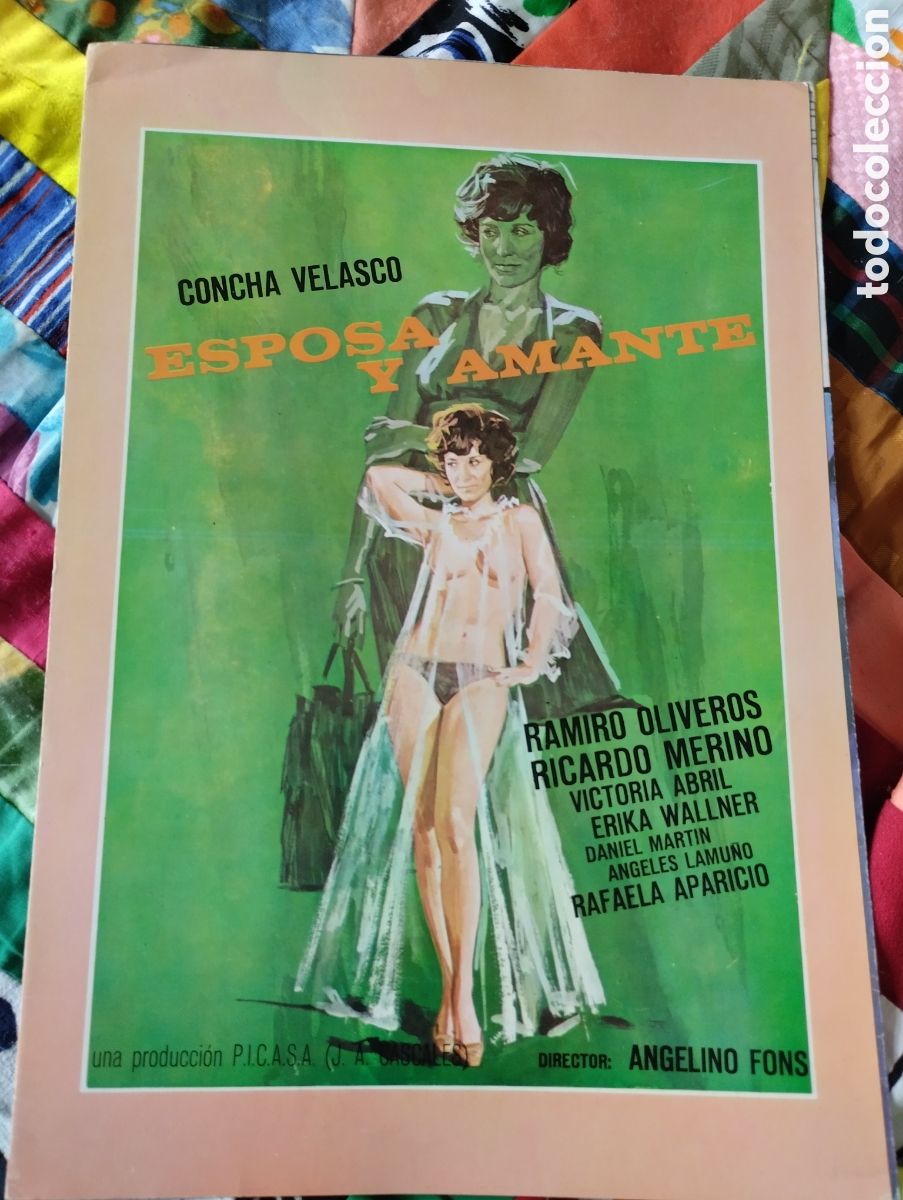 CONCHA VELASCO
ESPOSA
Y AMANTE
RAMIRO OLIVEROS
RICARDO MERINO
VICTORIA ABRIL
ERIKA WALLNER
DANIEL MARTIN
ANGELES LAMUÑO
RAFAELA APARICIO
una producción P.I.C.A.S.A. (J. A. CASCALES)
DIRECTOR: ANGELINO FONS
todocoleccion